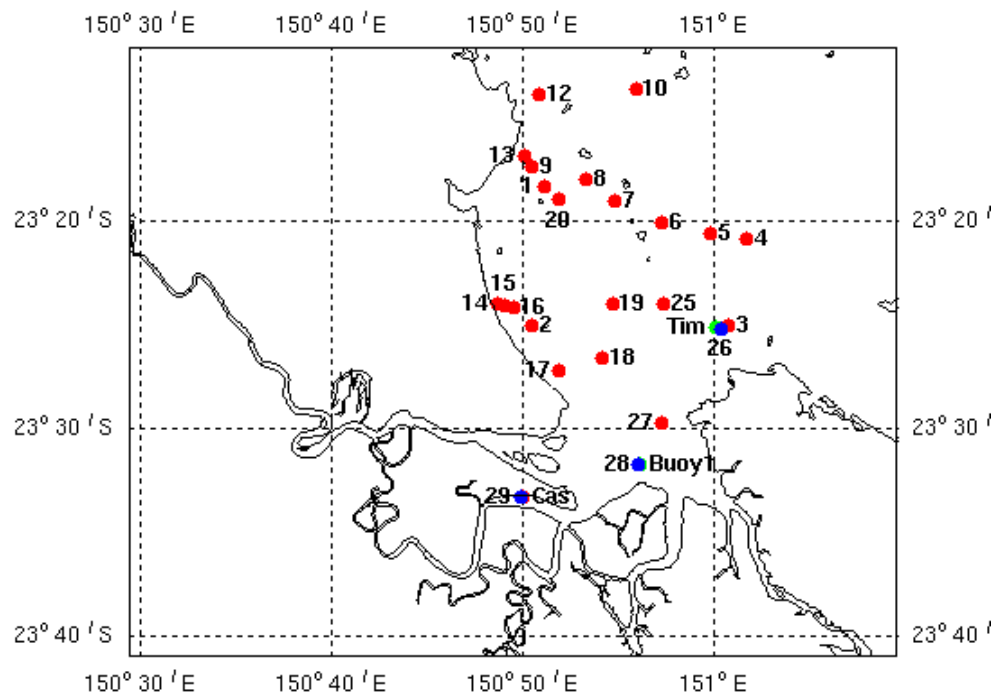 150° 30 ' E 150° 40 ' E 150° 50 ' E 151° E
12 10
13 9
8
1 7
20
23° 20 ' S 6 23° 20 '
5 4
15
14 16 19 25
2 Tim 3
26
17 18
27
23° 30 ' S 23° 30 '
28 Buoy1
29 Cas
23° 40 ' S 23° 40 '
150° 30 ' E 150° 40 ' E 150° 50 ' E 151° E